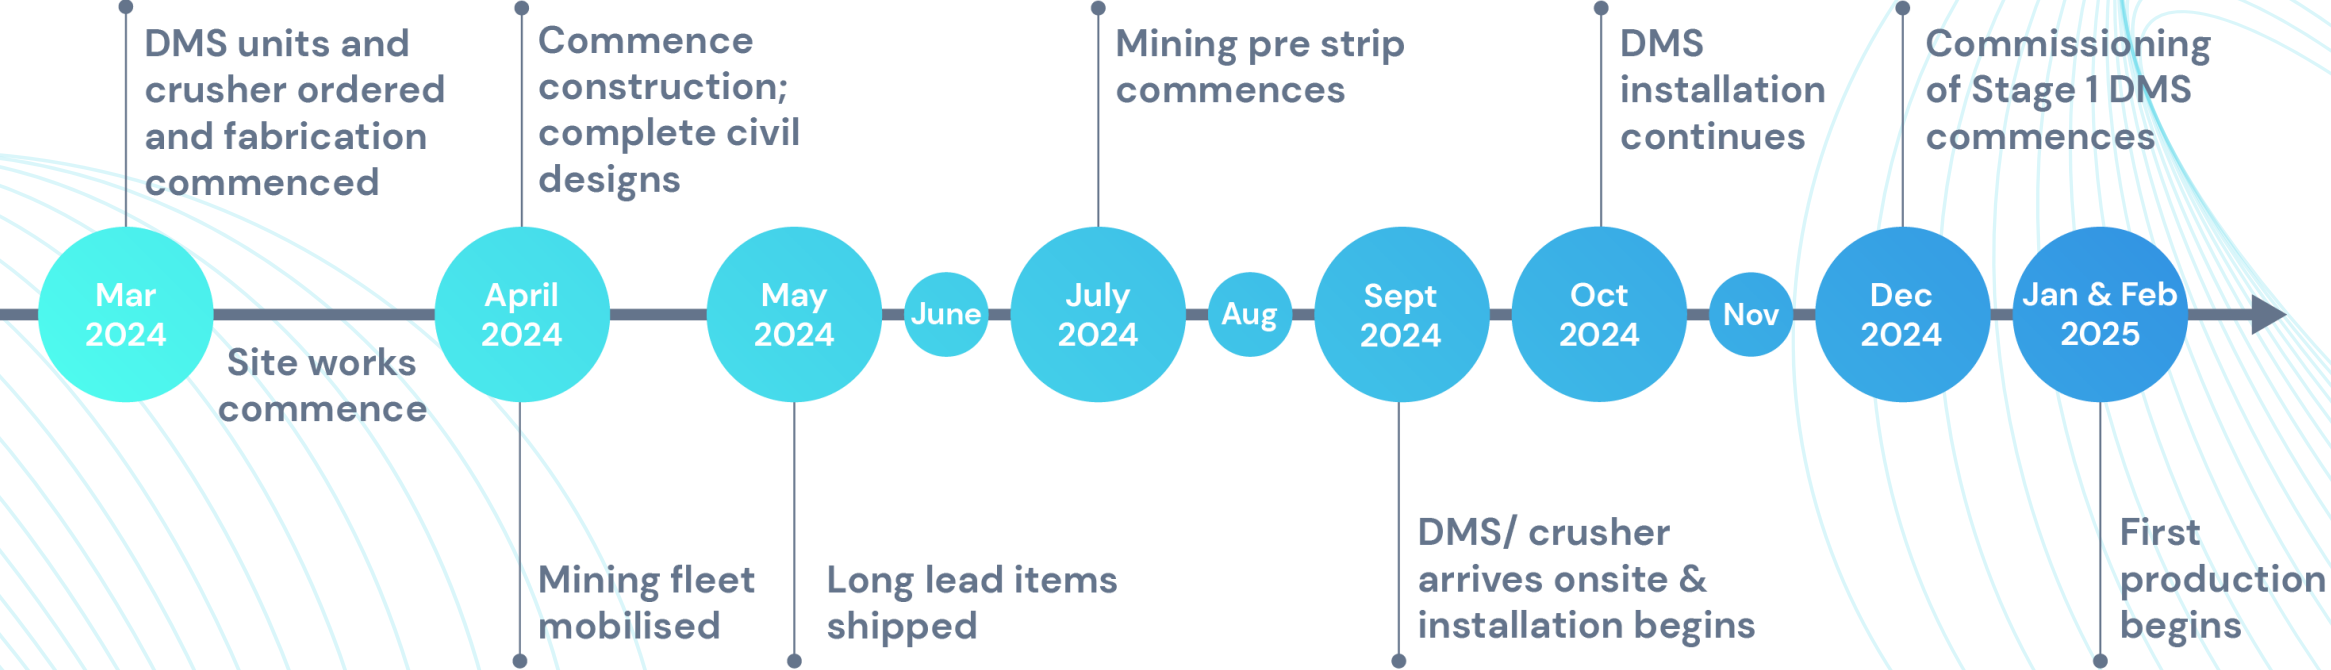 DMS units and
crusher ordered
and fabrication
commenced
Commence
construction;
complete civil
designs
Mining pre strip
commences
DMS
installation
continues
Commissioning
of Stage 1 DMS
commences
Mar
2024
April
2024
May
2024
June
July
2024
Aug
Sept
2024
Oct
2024
Nov
Dec
2024
Jan & Feb
2025
Site works
commence
Mining fleet
mobilised
Long lead items
shipped
DMS/ crusher
arrives onsite &
installation begins
First
production
begins